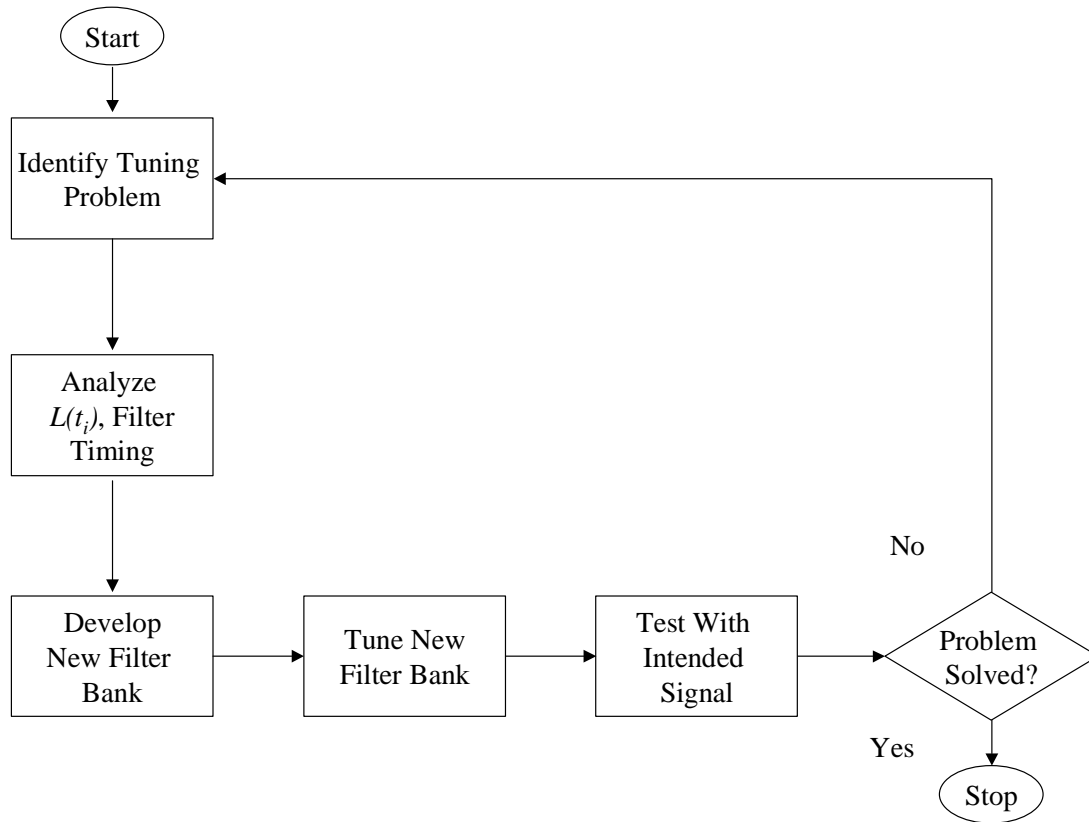 Start
Identify Tuning
Problem
Analyze
L(tᵢ), Filter
Timing
Develop
New Filter
Bank
Tune New
Filter Bank
Test With
Intended
Signal
No
Problem
Solved?
Yes
Stop